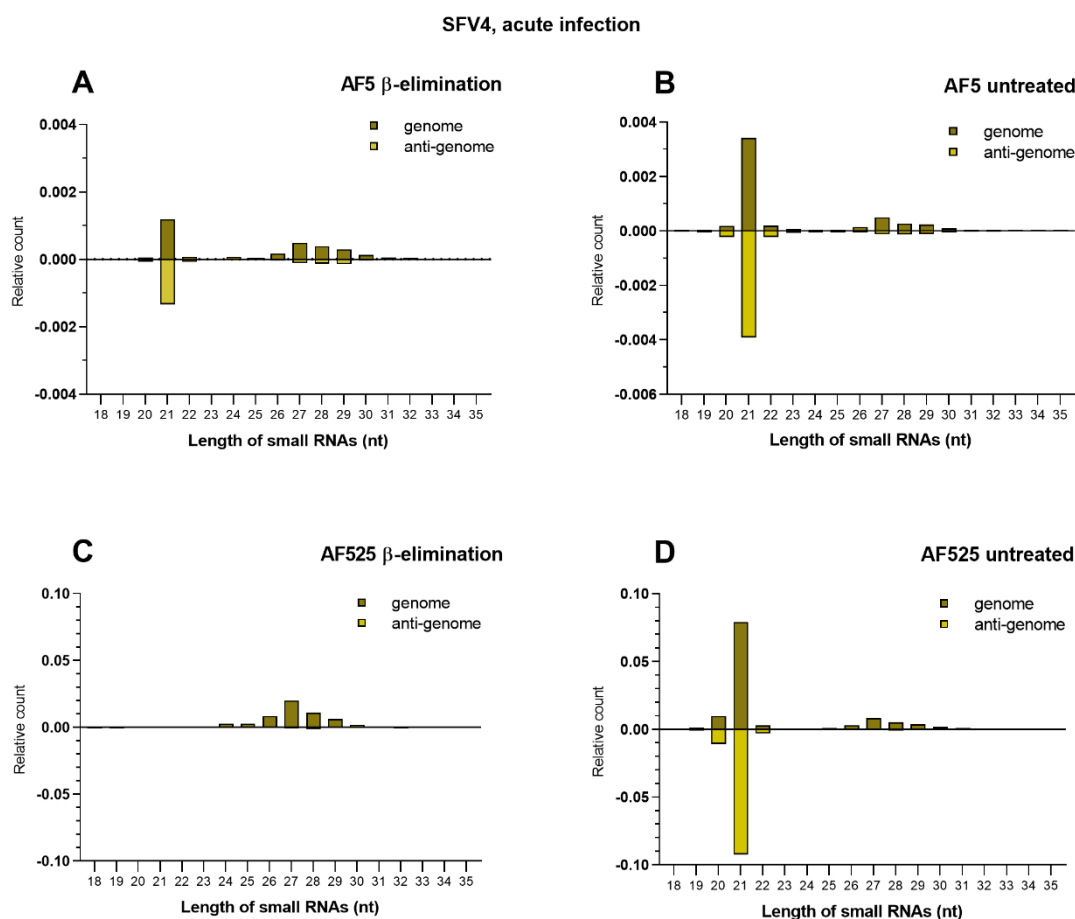 SFV4, acute infection
A
AF5 β-elimination
genome
anti-genome
0.004
0.002
0.000
-0.002
-0.004
Relative count
18 19 20 21 22 23 24 25 26 27 28 29 30 31 32 33 34 35
Length of small RNAs (nt)
B
AF5 untreated
genome
anti-genome
0.004
0.002
0.000
-0.002
-0.004
-0.006
Relative count
18 19 20 21 22 23 24 25 26 27 28 29 30 31 32 33 34 35
Length of small RNAs (nt)
C
AF525 β-elimination
genome
anti-genome
0.10
0.05
0.00
-0.05
-0.10
Relative count
18 19 20 21 22 23 24 25 26 27 28 29 30 31 32 33 34 35
Length of small RNAs (nt)
D
AF525 untreated
genome
anti-genome
0.10
0.05
0.00
-0.05
-0.10
Relative count
18 19 20 21 22 23 24 25 26 27 28 29 30 31 32 33 34 35
Length of small RNAs (nt)